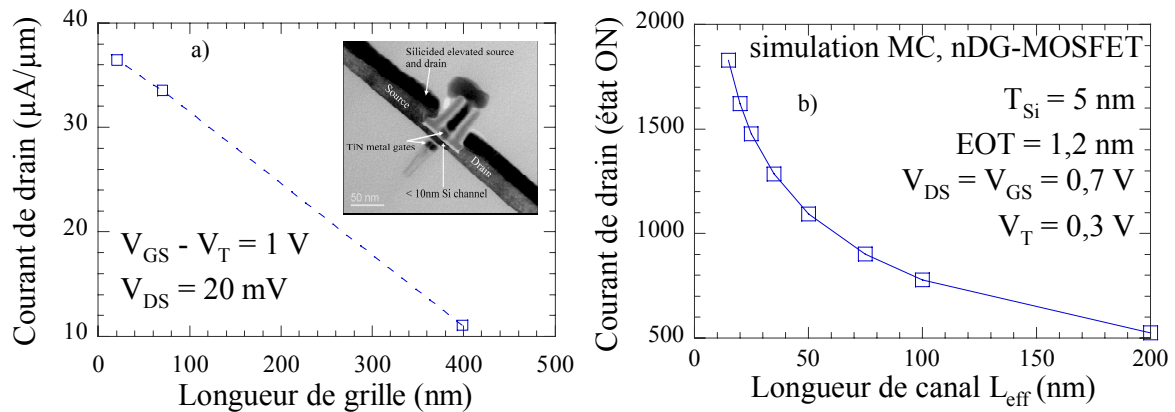 Courant de drain (µA/µm)
40
35
30
26
20
16
10
a)
Silicided elevated source
and drain
Source
TiN metal gates
Drain
< 10nm Si channel
50 nm
V_GS - V_T = 1 V
V_DS = 20 mV
0
100
200
300
400
500
Longueur de grille (nm)
Courant de drain (état ON)
2000
1500
1000
500
simulation MC, nDG-MOSFET
b)
T_Si = 5 nm
EOT = 1,2 nm
V_DS = V_GS = 0,7 V
V_T = 0,3 V
0
50
100
150
200
Longueur de canal L_eff (nm)